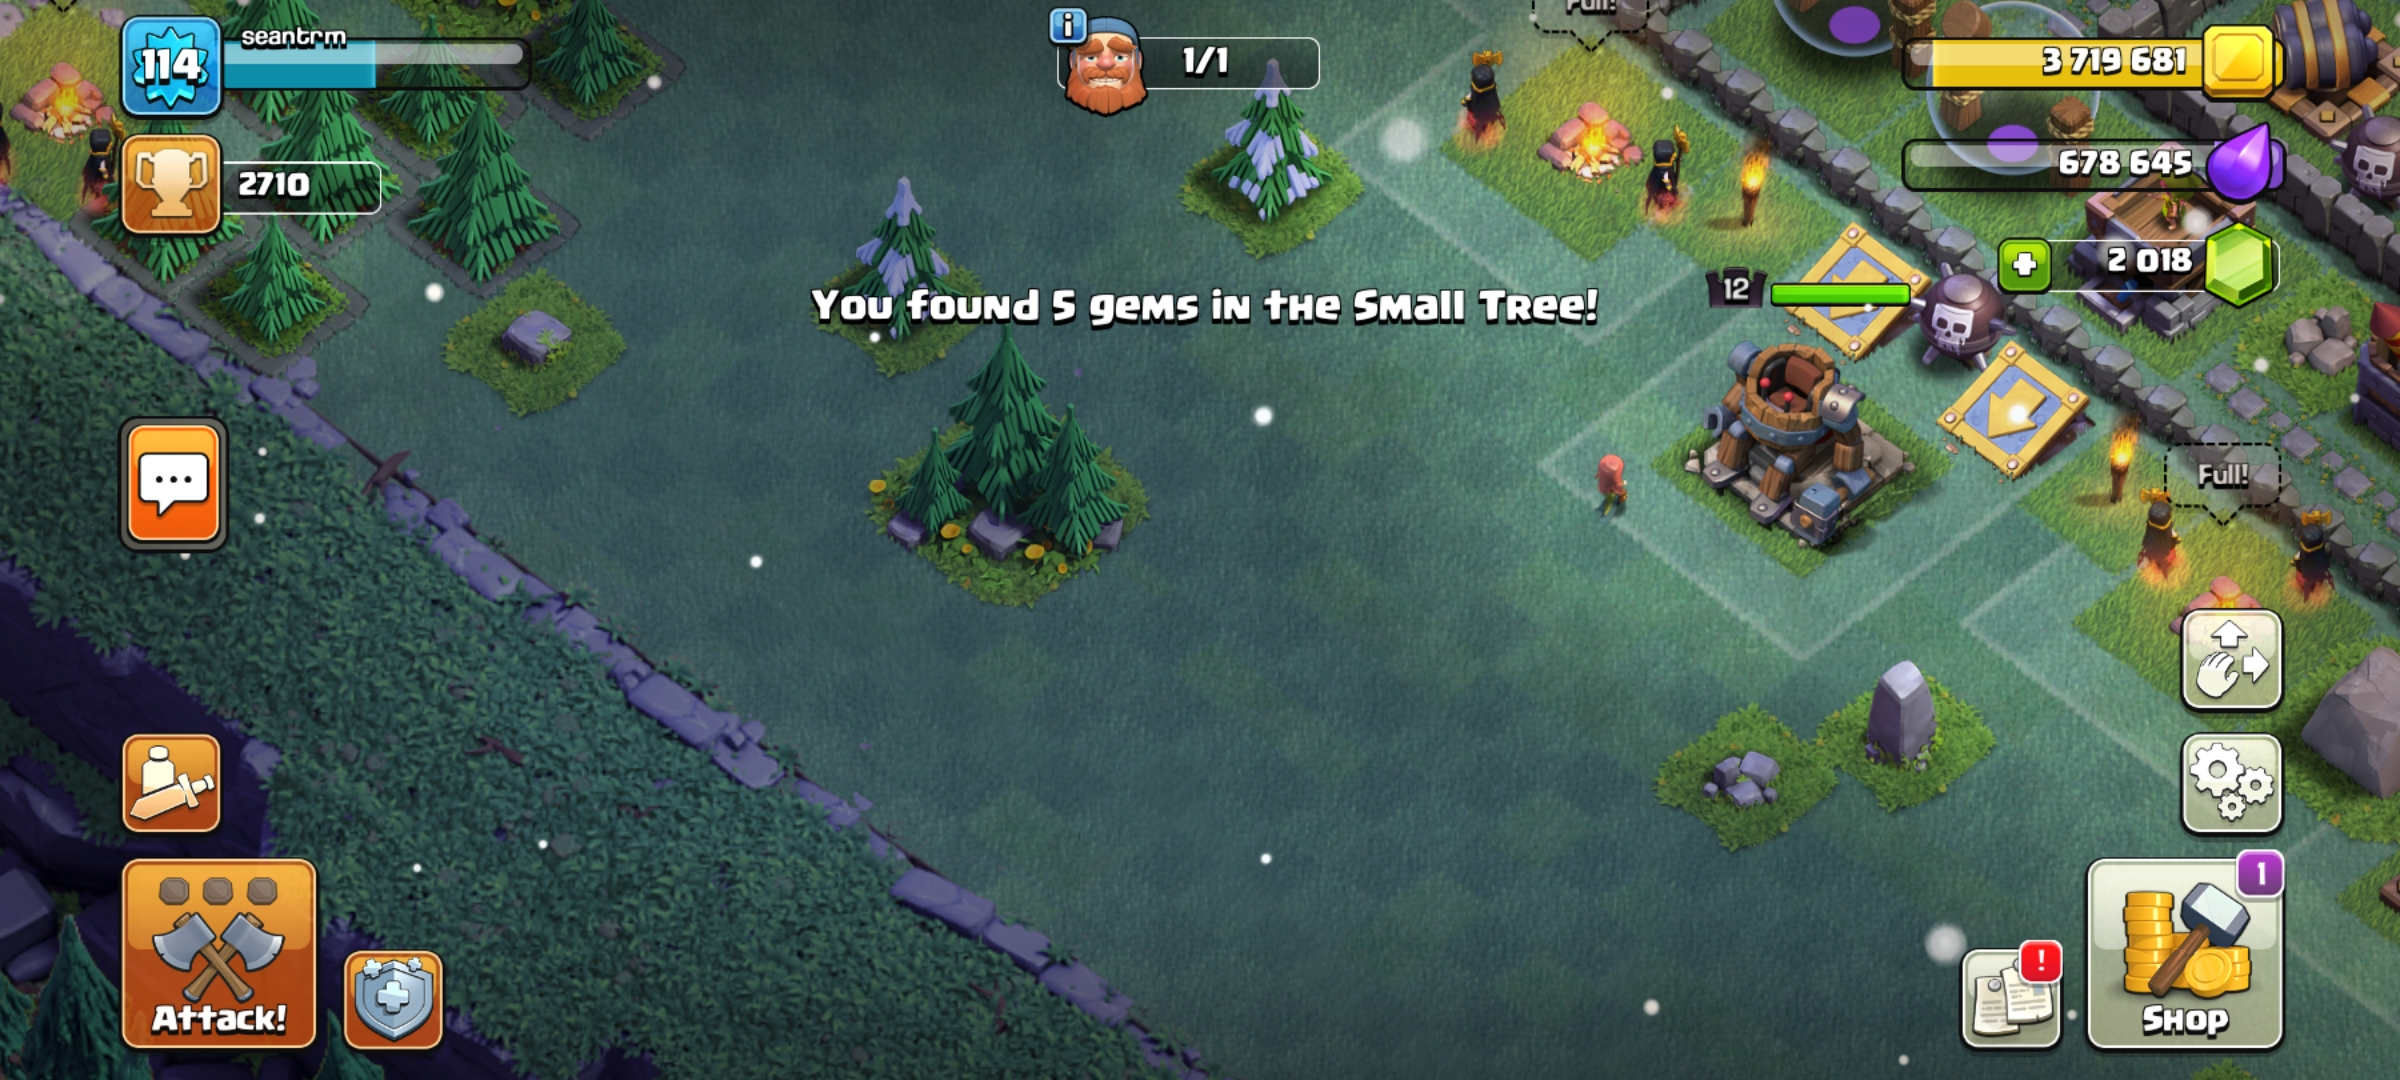 Full!
seantrm
114
1/1
3 719 681
2710
678 645
2 018
You found 5 gems in the Small Tree!
12
Full!
1
!
Attack!
Shop